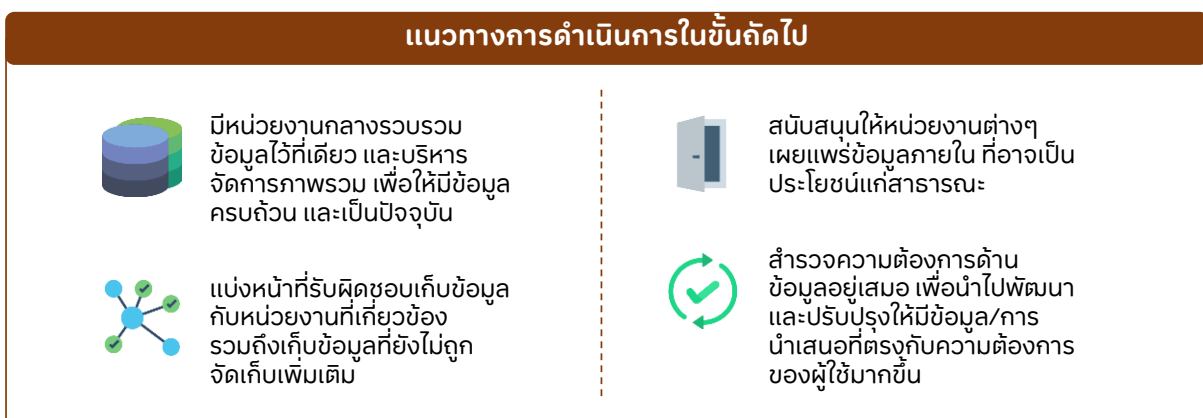 แนวทางการดำเนินการในขั้นถัดไป
มีหน่วยงานกลางรวบรวม
ข้อมูลไว้ที่เดียว และบริหาร
จัดการภาพรวม เพื่อให้มีข้อมูล
ครบถ้วน และเป็นปัจจุบัน
แบ่งหน้าที่รับผิดชอบเก็บข้อมูล
กับหน่วยงานที่เกี่ยวข้อง
รวมถึงเก็บข้อมูลที่ยังไม่ถูก
จัดเก็บเพิ่มเติม
สนับสนุนให้หน่วยงานต่างๆ
เผยแพร่ข้อมูลภายใน ที่อาจเป็น
ประโยชน์แก่สาธารณะ
สำรวจความต้องการด้าน
ข้อมูลอยู่เสมอ เพื่อนำไปพัฒนา
และปรับปรุงให้มีข้อมูล/การ
นำเสนอที่ตรงกับความต้องการ
ของผู้ใช้มากขึ้น